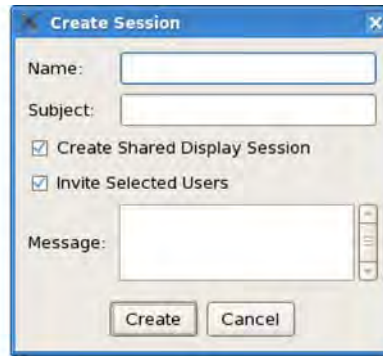 Create Session
Name:
Subject:
Create Shared Display Session
Invite Selected Users
Message:
Create Cancel